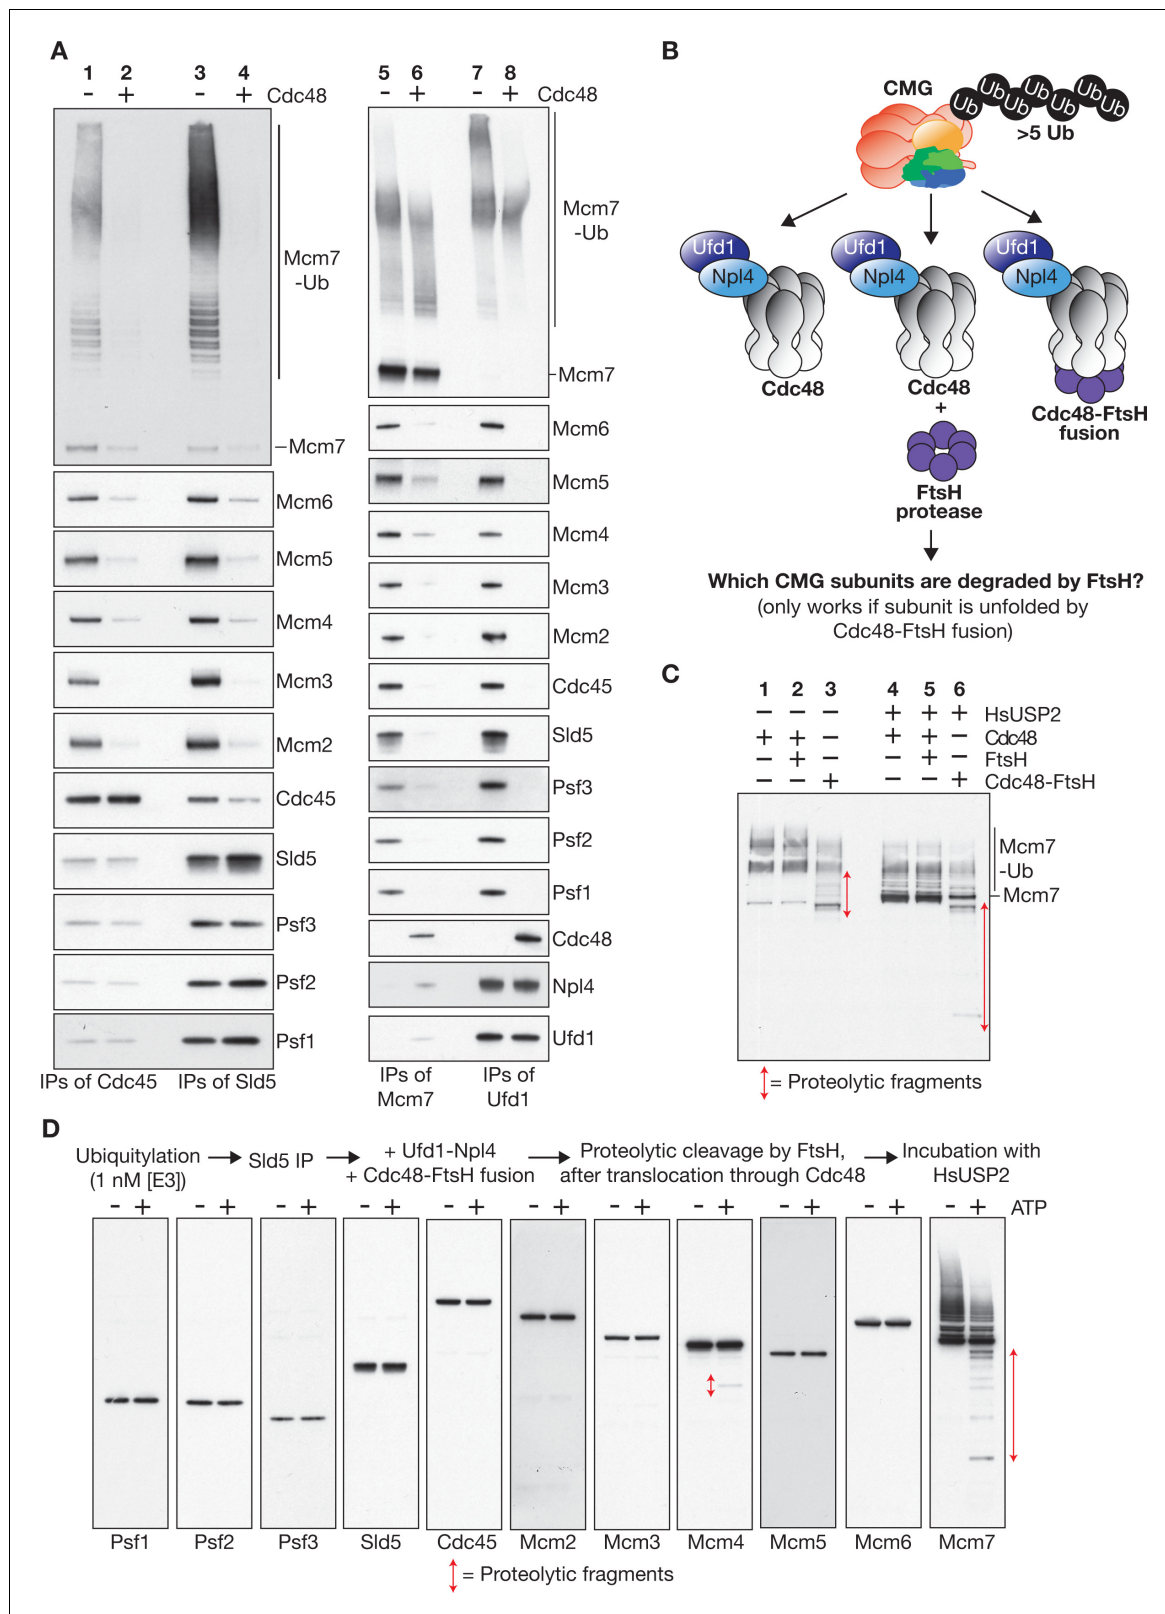 A
1 2 3 4
- + - + Cdc48
Mcm7
-Ub
Mcm7
Mcm6
Mcm5
Mcm4
Mcm3
Mcm2
Cdc45
Sld5
Psf3
Psf2
Psf1
IPs of Cdc45 IPs of Sld5
5 6 7 8
- + - + Cdc48
Mcm7
-Ub
Mcm7
Mcm6
Mcm5
Mcm4
Mcm3
Mcm2
Cdc45
Sld5
Psf3
Psf2
Psf1
Cdc48
Npl4
Ufd1
IPs of IPs of
Mcm7 Ufd1
B
CMG
Ub Ub Ub Ub Ub Ub Ub
>5 Ub
Ufd1 Ufd1 Ufd1
Npl4 Npl4 Npl4
Cdc48
Cdc48
+
Cdc48-FtsH
fusion
FtsH
protease
Which CMG subunits are degraded by FtsH?
(only works if subunit is unfolded by
Cdc48-FtsH fusion)
C
1 2 3 4 5 6
- - - + + + HsUSP2
+ + - + + - Cdc48
- + - - + - FtsH
- - + - - + Cdc48-FtsH
Mcm7
-Ub
Mcm7
= Proteolytic fragments
D
Ubiquitylation
(1 nM [E3])
Sld5 IP
+ Ufd1-Npl4
+ Cdc48-FtsH fusion
Proteolytic cleavage by FtsH,
after translocation through Cdc48
Incubation with
HsUSP2
- + - + - + - + - + - + - + - + - + - + - + ATP
Psf1 Psf2 Psf3 Sld5 Cdc45 Mcm2 Mcm3 Mcm4 Mcm5 Mcm6 Mcm7
= Proteolytic fragments